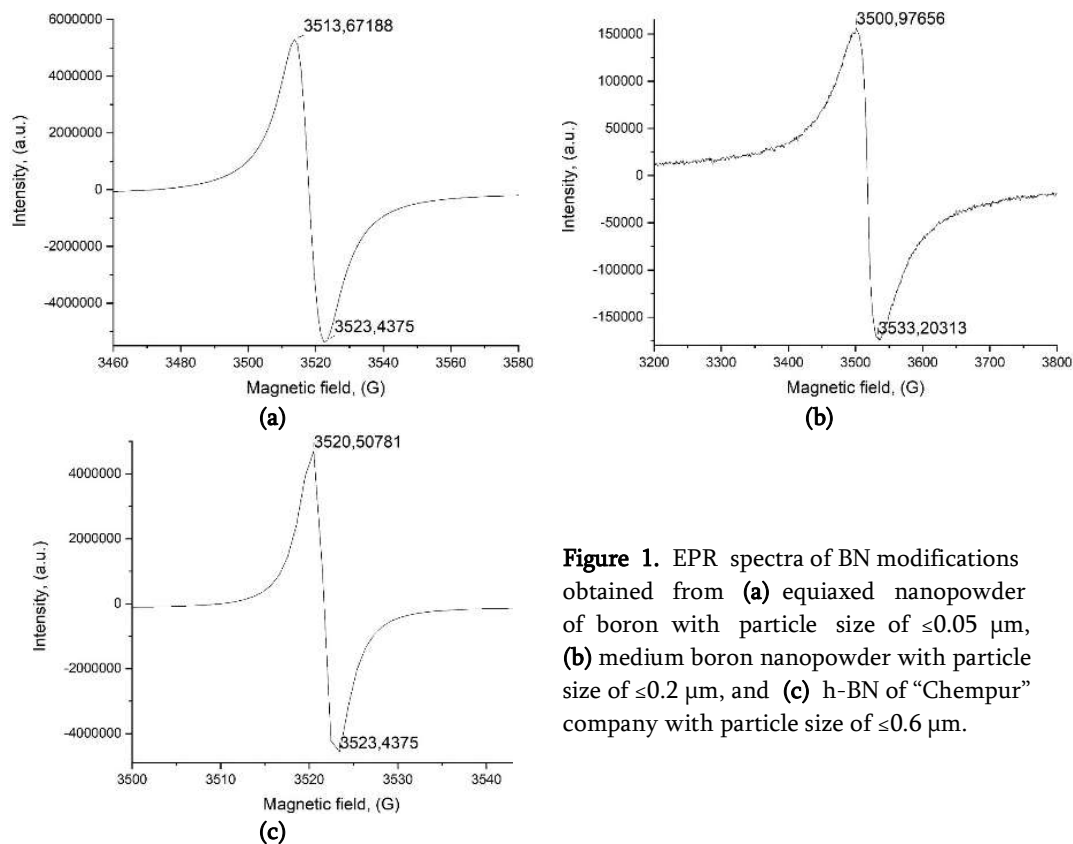 6000000
4000000
2000000
0
-2000000
-4000000
Intensity, (a.u.)
3513,67188
3523,4375
3460
3480
3500
3520
3540
3560
3580
Magnetic field, (G)
(a)
150000
100000
50000
0
-50000
-100000
-150000
Intensity, (a.u.)
3500,97656
3533,20313
3200
3300
3400
3500
3600
3700
3800
Magnetic field, (G)
(b)
4000000
2000000
0
-2000000
-4000000
Intensity, (a.u.)
3520,50781
3523,4375
3500
3510
3520
3530
3540
Magnetic field, (G)
(c)
Figure 1. EPR spectra of BN modifications
obtained from (a) equiaxed nanopowder
of boron with particle size of ≤0.05 μm,
(b) medium boron nanopowder with particle
size of ≤0.2 μm, and (c) h-BN of “Chempur”
company with particle size of ≤0.6 μm.